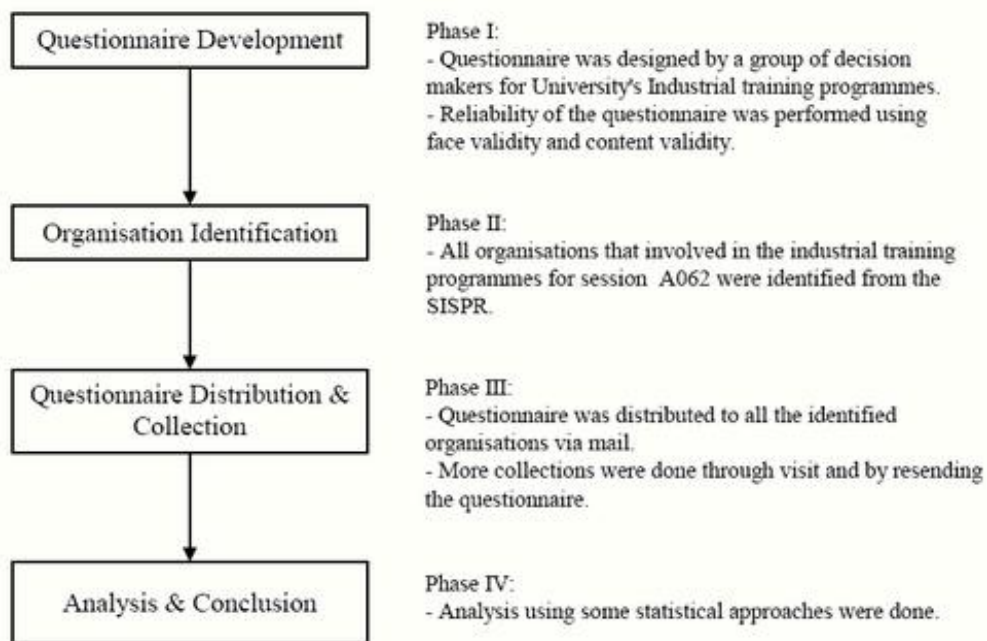 Questionnaire Development
Phase I:
- Questionnaire was designed by a group of decision
makers for University's Industrial training programmes.
- Reliability of the questionnaire was performed using
face validity and content validity.
Organisation Identification
Phase II:
- All organisations that involved in the industrial training
programmes for session A062 were identified from the
SISPR.
Questionnaire Distribution &
Collection
Phase III:
- Questionnaire was distributed to all the identified
organisations via mail.
- More collections were done through visit and by resending
the questionnaire.
Analysis & Conclusion
Phase IV:
- Analysis using some statistical approaches were done.